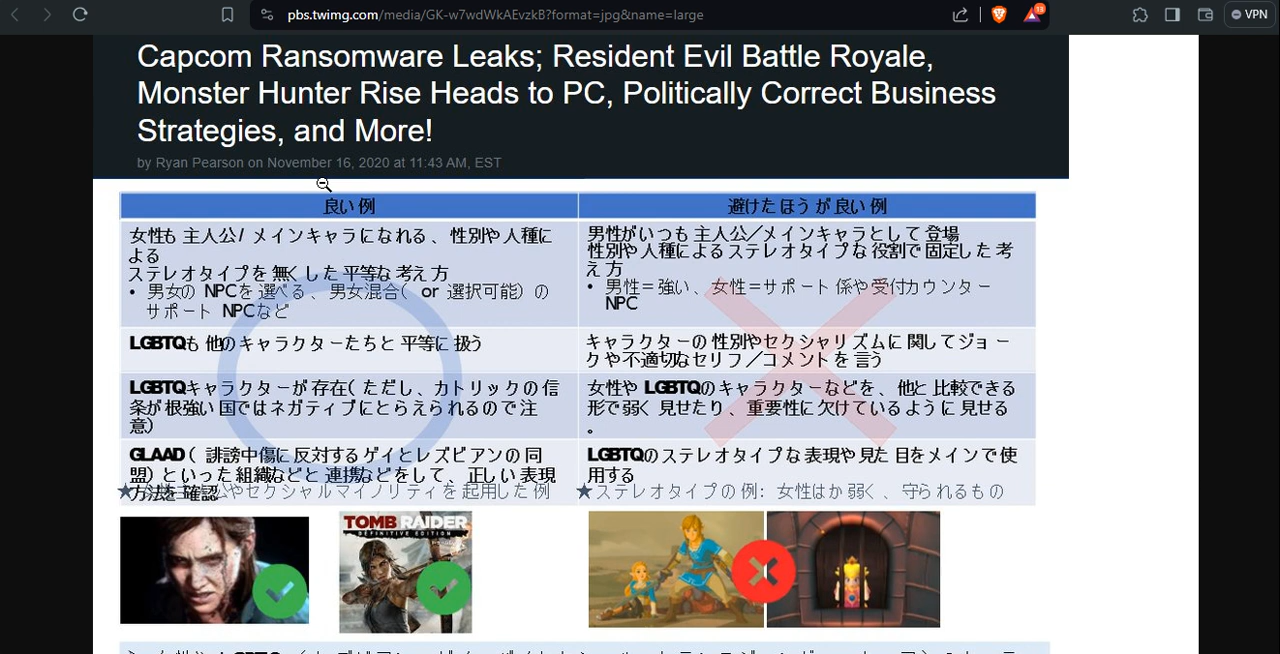 pbs.twimg.com/media/GK-w7wdWkAEvzkB?format=jpg&name=large
19
VPN
Capcom Ransomware Leaks; Resident Evil Battle Royale,
Monster Hunter Rise Heads to PC, Politically Correct Business
Strategies, and More!
by Ryan Pearson on November 16, 2020 at 11:43 AM, EST
良い例
避けたほうが良い例
女性も主人公/メインキャラになれる、性別や人種に
よる
ステレオタイプを無くした平等な考え方
• 男女の NPCを選べる、男女混合( or 選択可能)の
サポート NPCなど
男性がいつも主人公/メインキャラとして登場
性別や人種によるステレオタイプな役割で固定した考
え方
• 男性=強い、女性=サポート係や受付カウンター
NPC
LGBTQも他のキャラクターたちと平等に扱う
キャラクターの性別やセクシャリズムに関してジョー
クや不適切なセリフ/コメントを言う
LGBTQキャラクターが存在(ただし、カトリックの信
条が根強い国ではネガティブにとらえられるので注
意)
女性や LGBTQのキャラクターなどを、他と比較できる
形で弱く見せたり、重要性に欠けているように見せる
。
GLAAD( 誹謗中傷に反対するゲイとレズビアンの同
盟)といった組織などと連携などをして、正しい表現
方法を確認
LGBTQのステレオタイプな表現や見た目をメインで使
用する
やセクシャルマイノリティを起用した例
★ステレオタイプの例: 女性はか弱く、守られるもの
TOMB RAIDER
DEFINITIVE EDITION